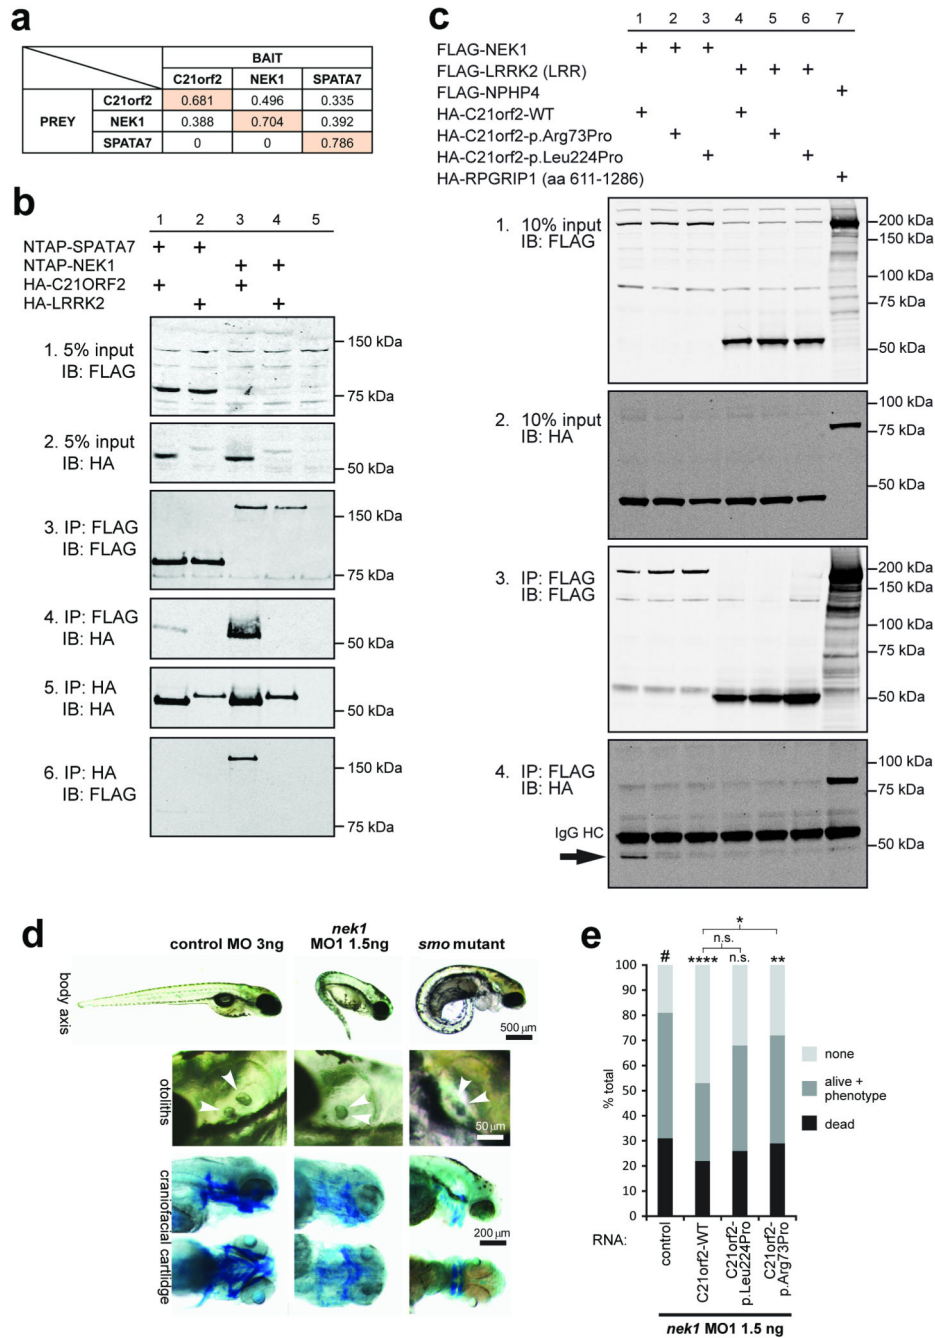 a
BAIT
C21orf2 NEK1 SPATA7
PREY
C21orf2 0.681 0.496 0.335
NEK1 0.388 0.704 0.392
SPATA7 0 0 0.786
b
1 2 3 4 5
NTAP-SPATA7 + +
NTAP-NEK1 + +
HA-C21ORF2 + +
HA-LRRK2 + +
1. 5% input
IB: FLAG
150 kDa
75 kDa
2. 5% input
IB: HA
50 kDa
3. IP: FLAG
IB: FLAG
150 kDa
75 kDa
4. IP: FLAG
IB: HA
50 kDa
5. IP: HA
IB: HA
50 kDa
6. IP: HA
IB: FLAG
150 kDa
75 kDa
c
1 2 3 4 5 6 7
FLAG-NEK1 + + +
FLAG-LRRK2 (LRR) + + +
FLAG-NPHP4 +
HA-C21orf2-WT + +
HA-C21orf2-p.Arg73Pro + +
HA-C21orf2-p.Leu224Pro + +
HA-RPGRIP1 (aa 611-1286) +
1. 10% input
IB: FLAG
200 kDa
150 kDa
100 kDa
75 kDa
50 kDa
2. 10% input
IB: HA
100 kDa
75 kDa
50 kDa
3. IP: FLAG
IB: FLAG
200 kDa
150 kDa
100 kDa
75 kDa
50 kDa
4. IP: FLAG
IB: HA
100 kDa
75 kDa
50 kDa
IgG HC
d
control MO 3ng
nek1
MO1 1.5ng
smo mutant
body axis
500 µm
otoliths
50 µm
craniofacial cartlidge
200 µm
e
*
n.s.
# **** n.s. **
% total
100
90
80
70
60
50
40
30
20
10
0
none
alive +
phenotype
dead
RNA:
control
C21orf2-WT
C21orf2-
p.Leu224Pro
C21orf2-
p.Arg73Pro
nek1 MO1 1.5 ng